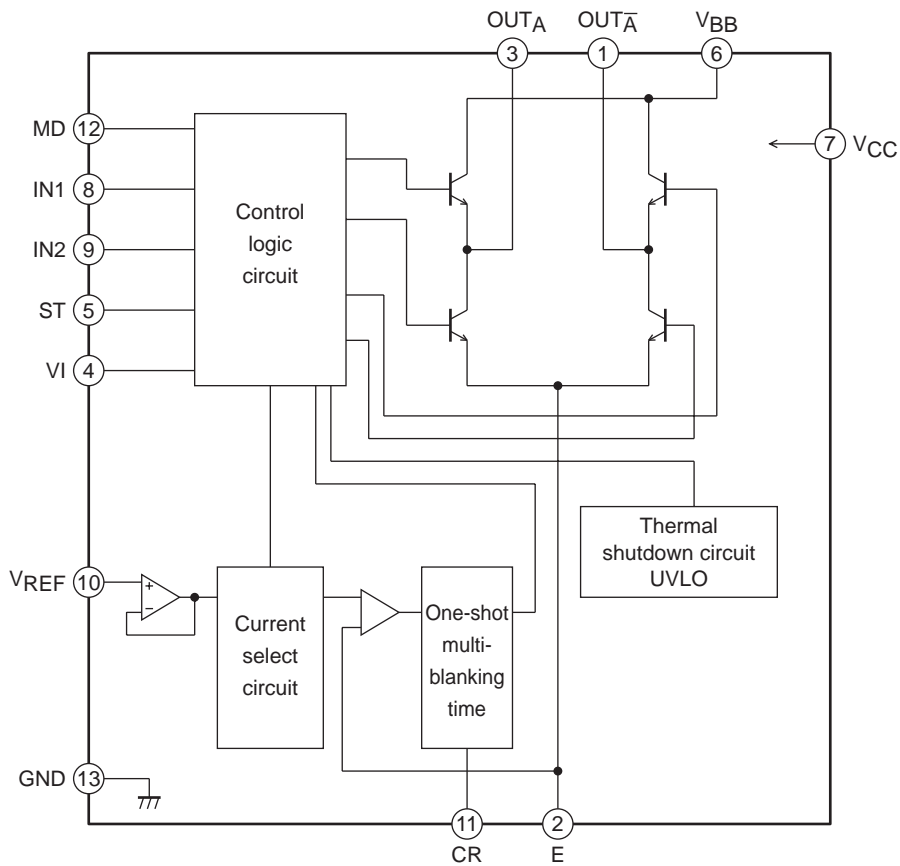 OUTA OUTA̅ VBB
3 1 6
MD 12
7 VCC
IN1 8
Control
logic
circuit
IN2 9
ST 5
VI 4
Thermal
shutdown circuit
UVLO
VREF 10
+
−
Current
select
circuit
One-shot
multi-
blanking
time
GND 13
11 2
CR E